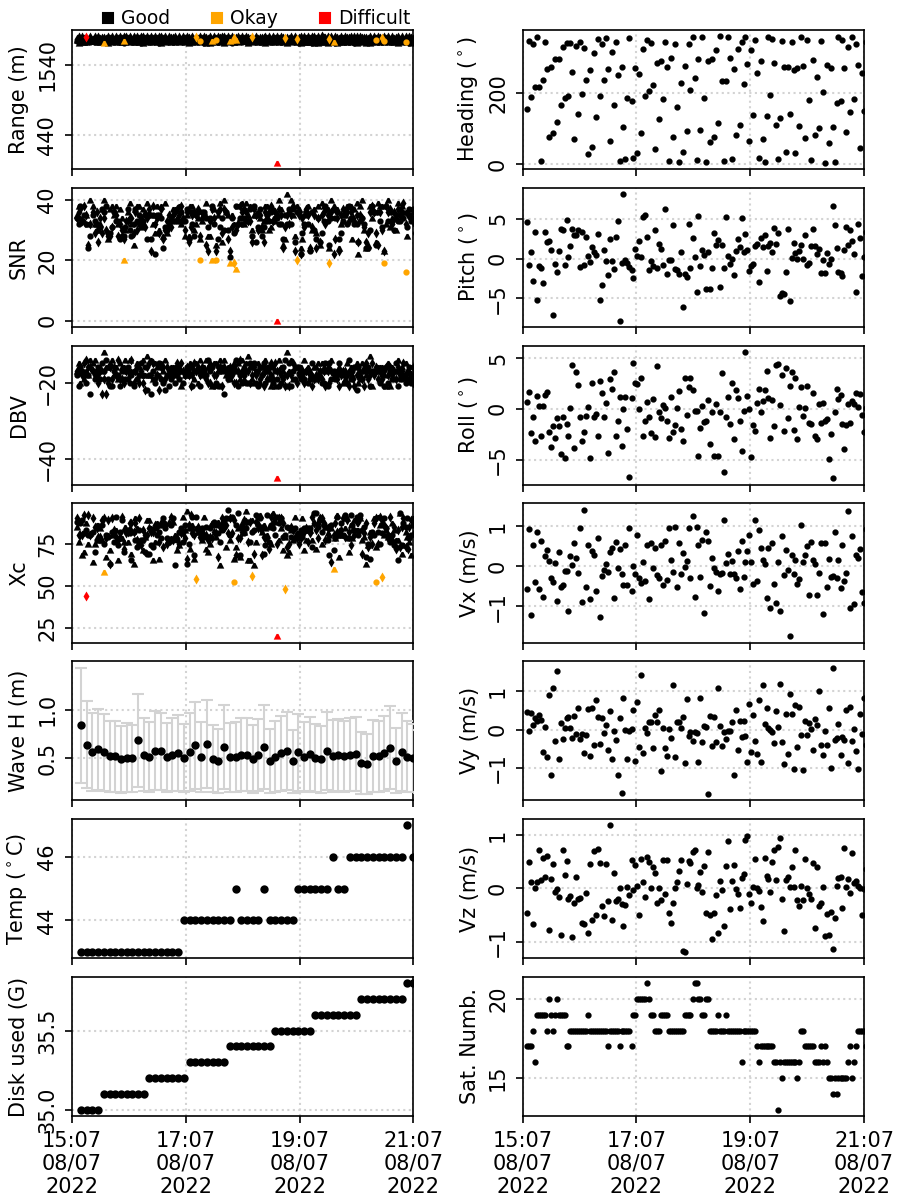 Good Okay Difficult
Range (m)
1540
440
Heading (°)
200
0
SNR
40
20
0
Pitch (°)
5
0
−5
DBV
−20
−40
Roll (°)
5
0
−5
Xc
75
50
25
Vx (m/s)
1
0
−1
Wave H (m)
1.0
0.5
Vy (m/s)
1
0
−1
Temp (°C)
46
44
Vz (m/s)
1
0
−1
Disk used (G)
35.5
35.0
Sat. Numb.
20
15
15:07 17:07 19:07 21:07 15:07 17:07 19:07 21:07
08/07 08/07 08/07 08/07 08/07 08/07 08/07 08/07
2022 2022 2022 2022 2022 2022 2022 2022